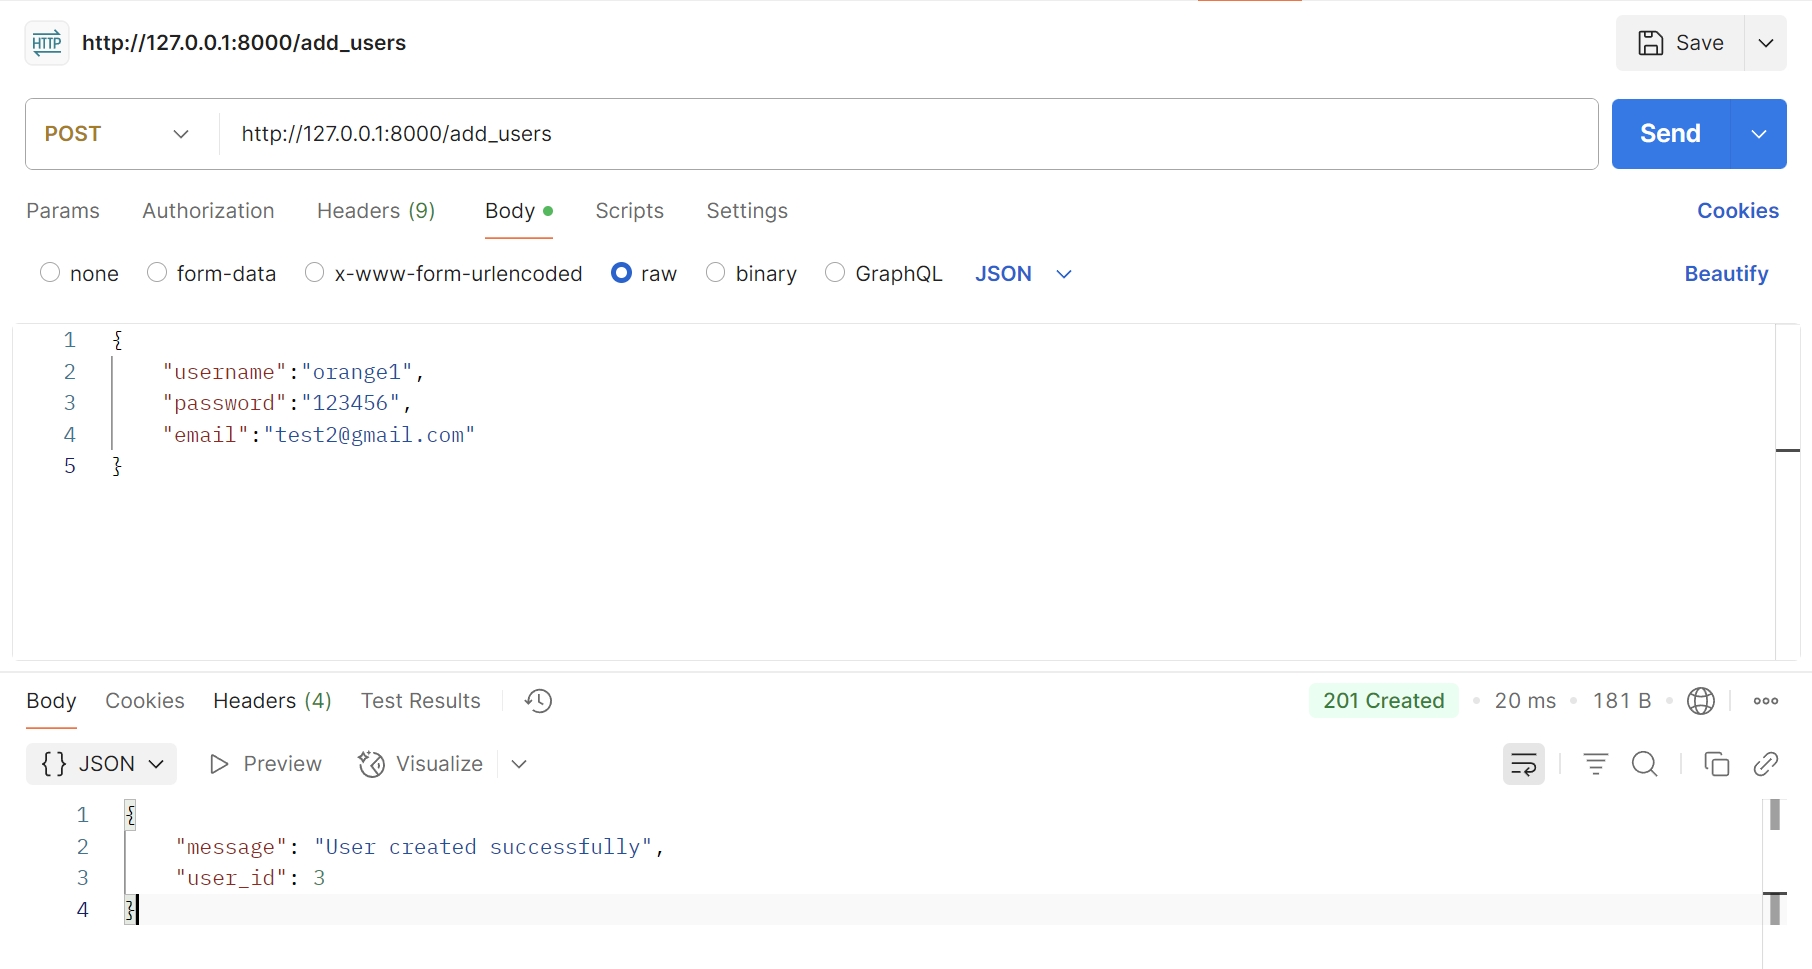 HTTP http://127.0.0.1:8000/add_users Save
POST http://127.0.0.1:8000/add_users Send
Params Authorization Headers (9) Body Scripts Settings Cookies
none form-data x-www-form-urlencoded raw binary GraphQL JSON Beautify
1 {
2 "username":"orange1",
3 "password":"123456",
4 "email":"test2@gmail.com"
5 }
Body Cookies Headers (4) Test Results 201 Created • 20 ms • 181 B •
{} JSON Preview Visualize
1 {
2 "message": "User created successfully",
3 "user_id": 3
4 }